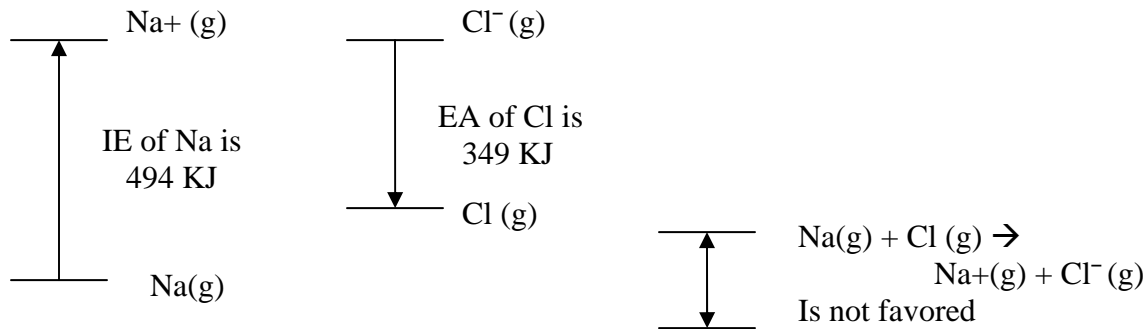 Na+ (g)
Cl⁻ (g)
IE of Na is
494 KJ
EA of Cl is
349 KJ
Cl (g)
Na(g)
Na(g) + Cl (g) →
Na+(g) + Cl⁻ (g)
Is not favored